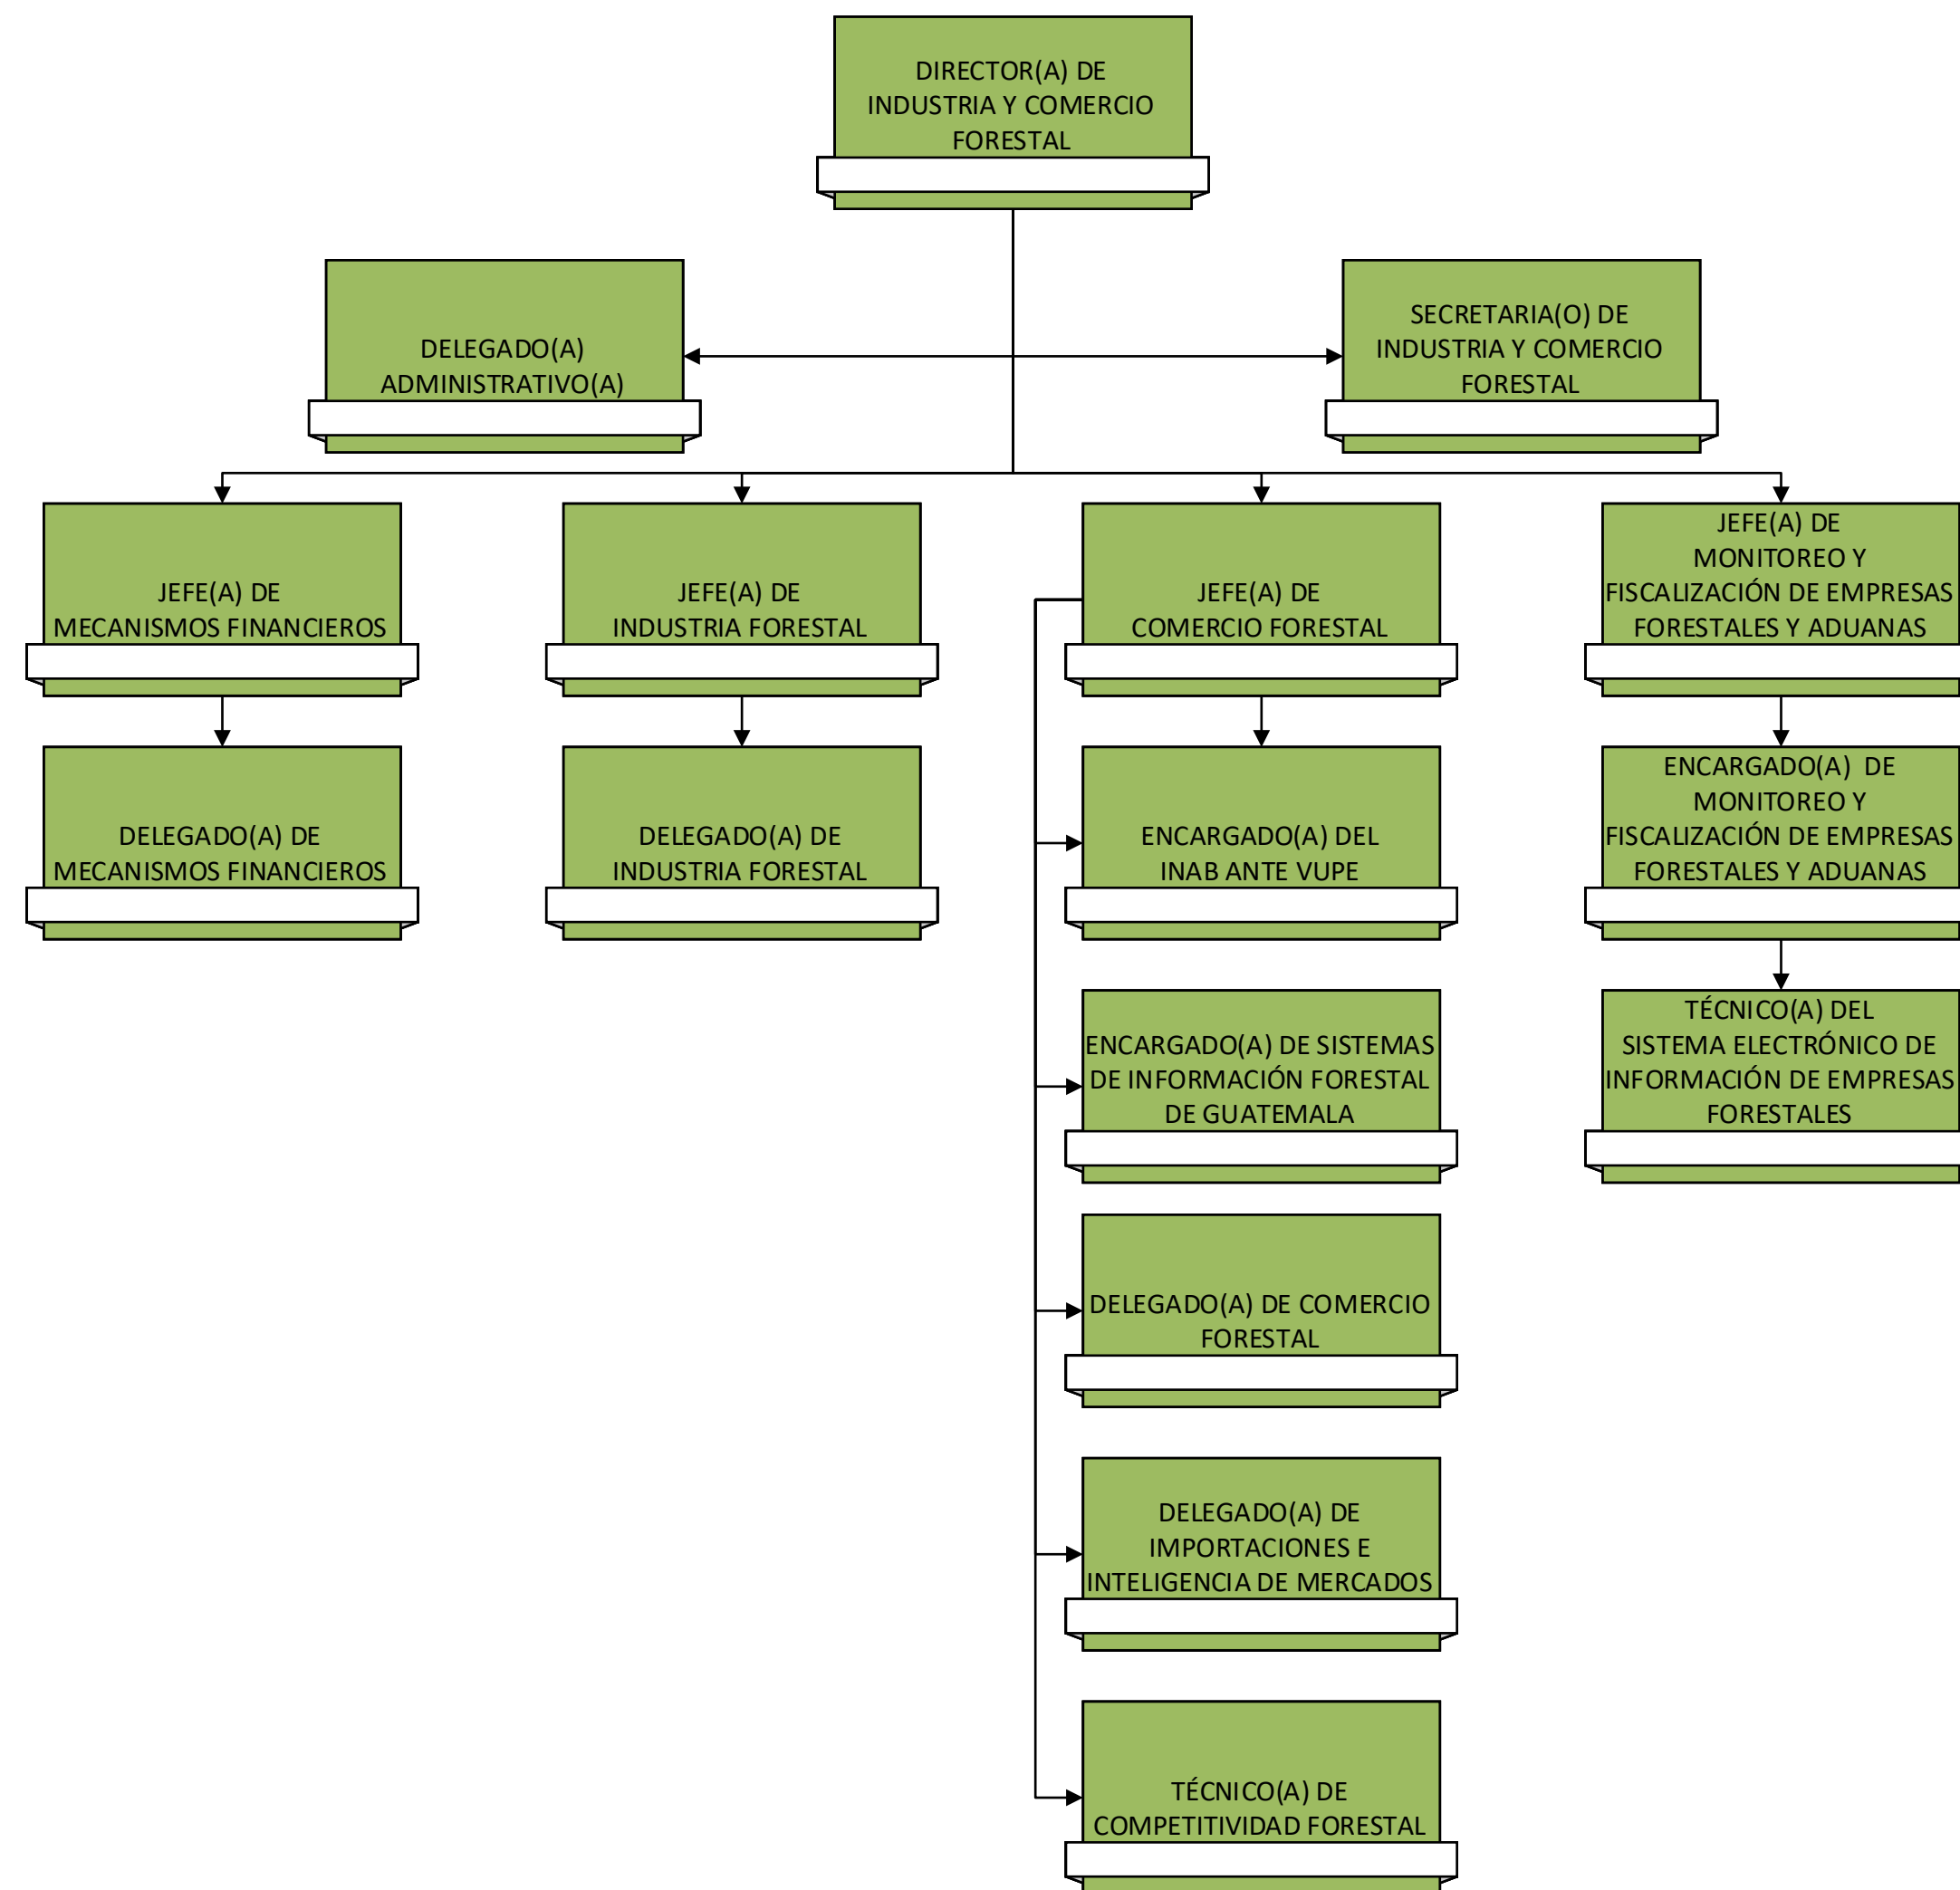 DIRECTOR(A) DE
INDUSTRIA Y COMERCIO
FORESTAL
DELEGADO(A)
ADMINISTRATIVO(A)
SECRETARIA(O) DE
INDUSTRIA Y COMERCIO
FORESTAL
JEFE(A) DE
MECANISMOS FINANCIEROS
JEFE(A) DE
INDUSTRIA FORESTAL
JEFE(A) DE
COMERCIO FORESTAL
JEFE(A) DE
MONITOREO Y
FISCALIZACIÓN DE EMPRESAS
FORESTALES Y ADUANAS
DELEGADO(A) DE
MECANISMOS FINANCIEROS
DELEGADO(A) DE
INDUSTRIA FORESTAL
ENCARGADO(A) DEL
INAB ANTE VUPE
ENCARGADO(A) DE
MONITOREO Y
FISCALIZACIÓN DE EMPRESAS
FORESTALES Y ADUANAS
ENCARGADO(A) DE SISTEMAS
DE INFORMACIÓN FORESTAL
DE GUATEMALA
TÉCNICO(A) DEL
SISTEMA ELECTRÓNICO DE
INFORMACIÓN DE EMPRESAS
FORESTALES
DELEGADO(A) DE COMERCIO
FORESTAL
DELEGADO(A) DE
IMPORTACIONES E
INTELIGENCIA DE MERCADOS
TÉCNICO(A) DE
COMPETITIVIDAD FORESTAL